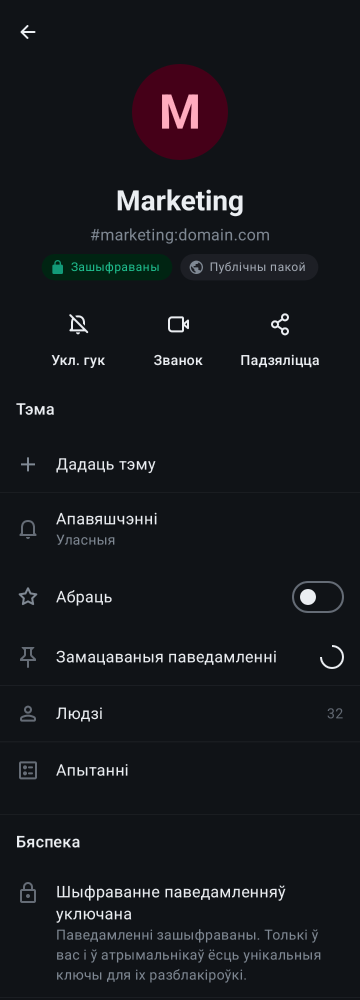 M
Marketing
#marketing:domain.com
Зашыфраваны
Публічны пакой
Укл. гук
Званок
Падзяліцца
Тэма
Дадаць тэму
Апавяшчэнні
Уласныя
Абраць
Замацаваныя паведамленні
Людзі
32
Апытанні
Бяспека
Шыфраванне паведамленняў
уключана
Паведамленні зашыфраваны. Толькі ў
вас і ў атрымальнікаў ёсць унікальныя
ключы для іх разблакіроўкі.